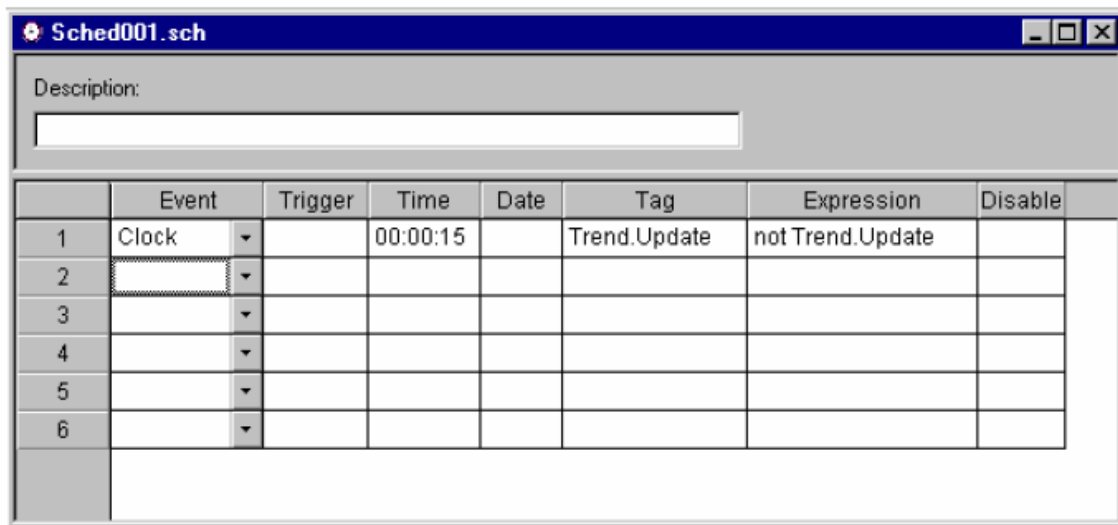 Sched001.sch
Description:
Event Trigger Time Date Tag Expression Disable
1 Clock 00:00:15 Trend.Update not Trend.Update
2
3
4
5
6